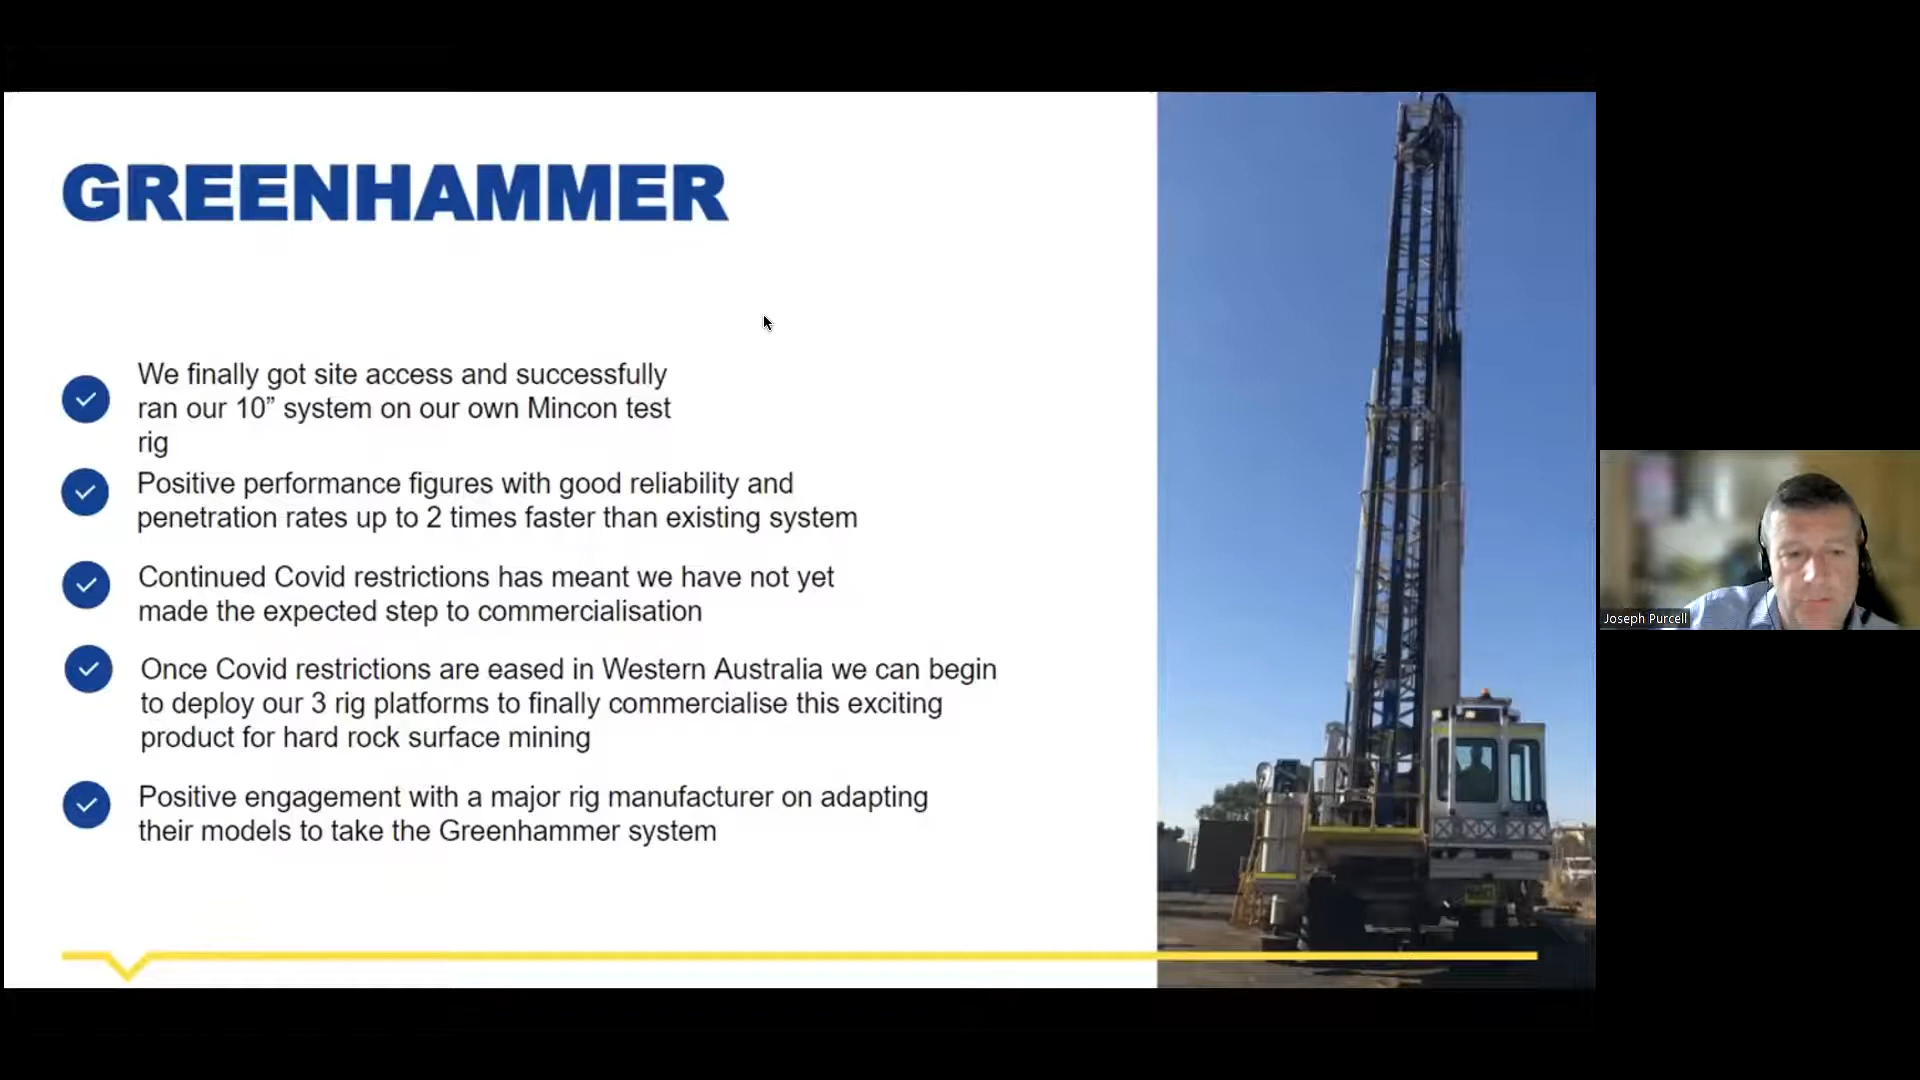 GREENHAMMER
We finally got site access and successfully
ran our 10” system on our own Mincon test
rig
Positive performance figures with good reliability and
penetration rates up to 2 times faster than existing system
Continued Covid restrictions has meant we have not yet
made the expected step to commercialisation
Once Covid restrictions are eased in Western Australia we can begin
to deploy our 3 rig platforms to finally commercialise this exciting
product for hard rock surface mining
Positive engagement with a major rig manufacturer on adapting
their models to take the Greenhammer system
Joseph Purcell